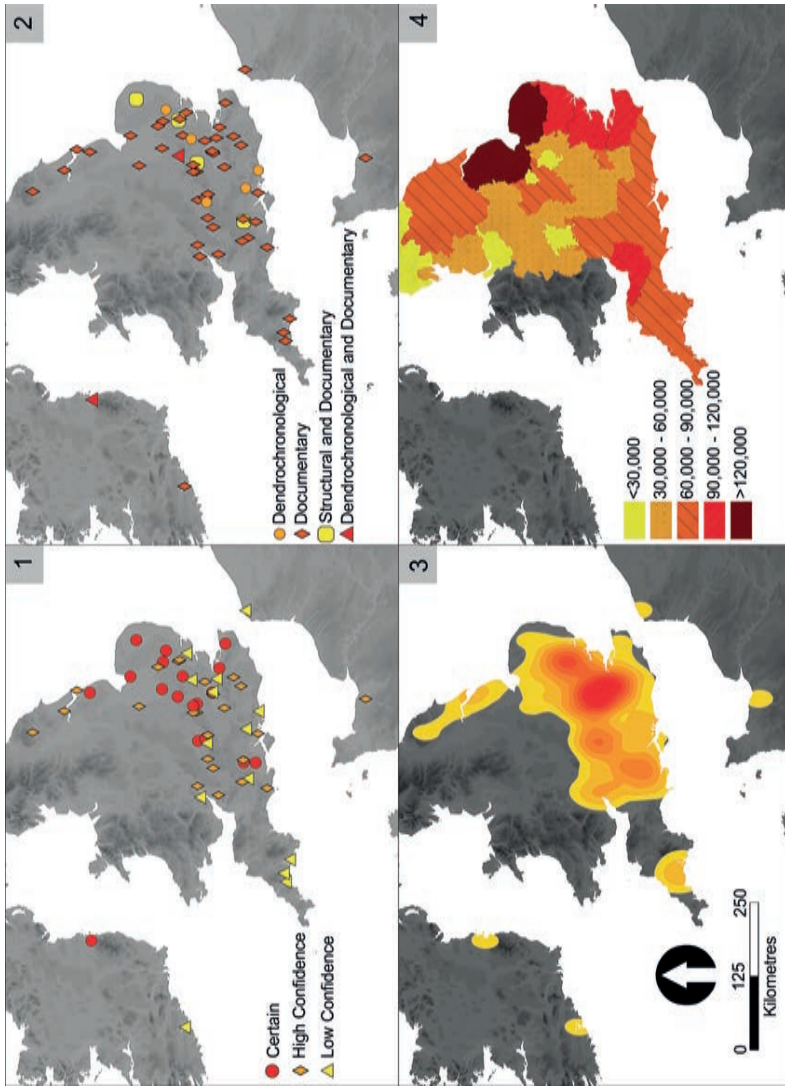 1
Certain
High Confidence
Low Confidence
2
Dendrochronological
Documentary
Structural and Documentary
Dendrochronological and Documentary
3
0 125 250
Kilometres
4
<30,000
30,000 - 60,000
60,000 - 90,000
90,000 - 120,000
>120,000